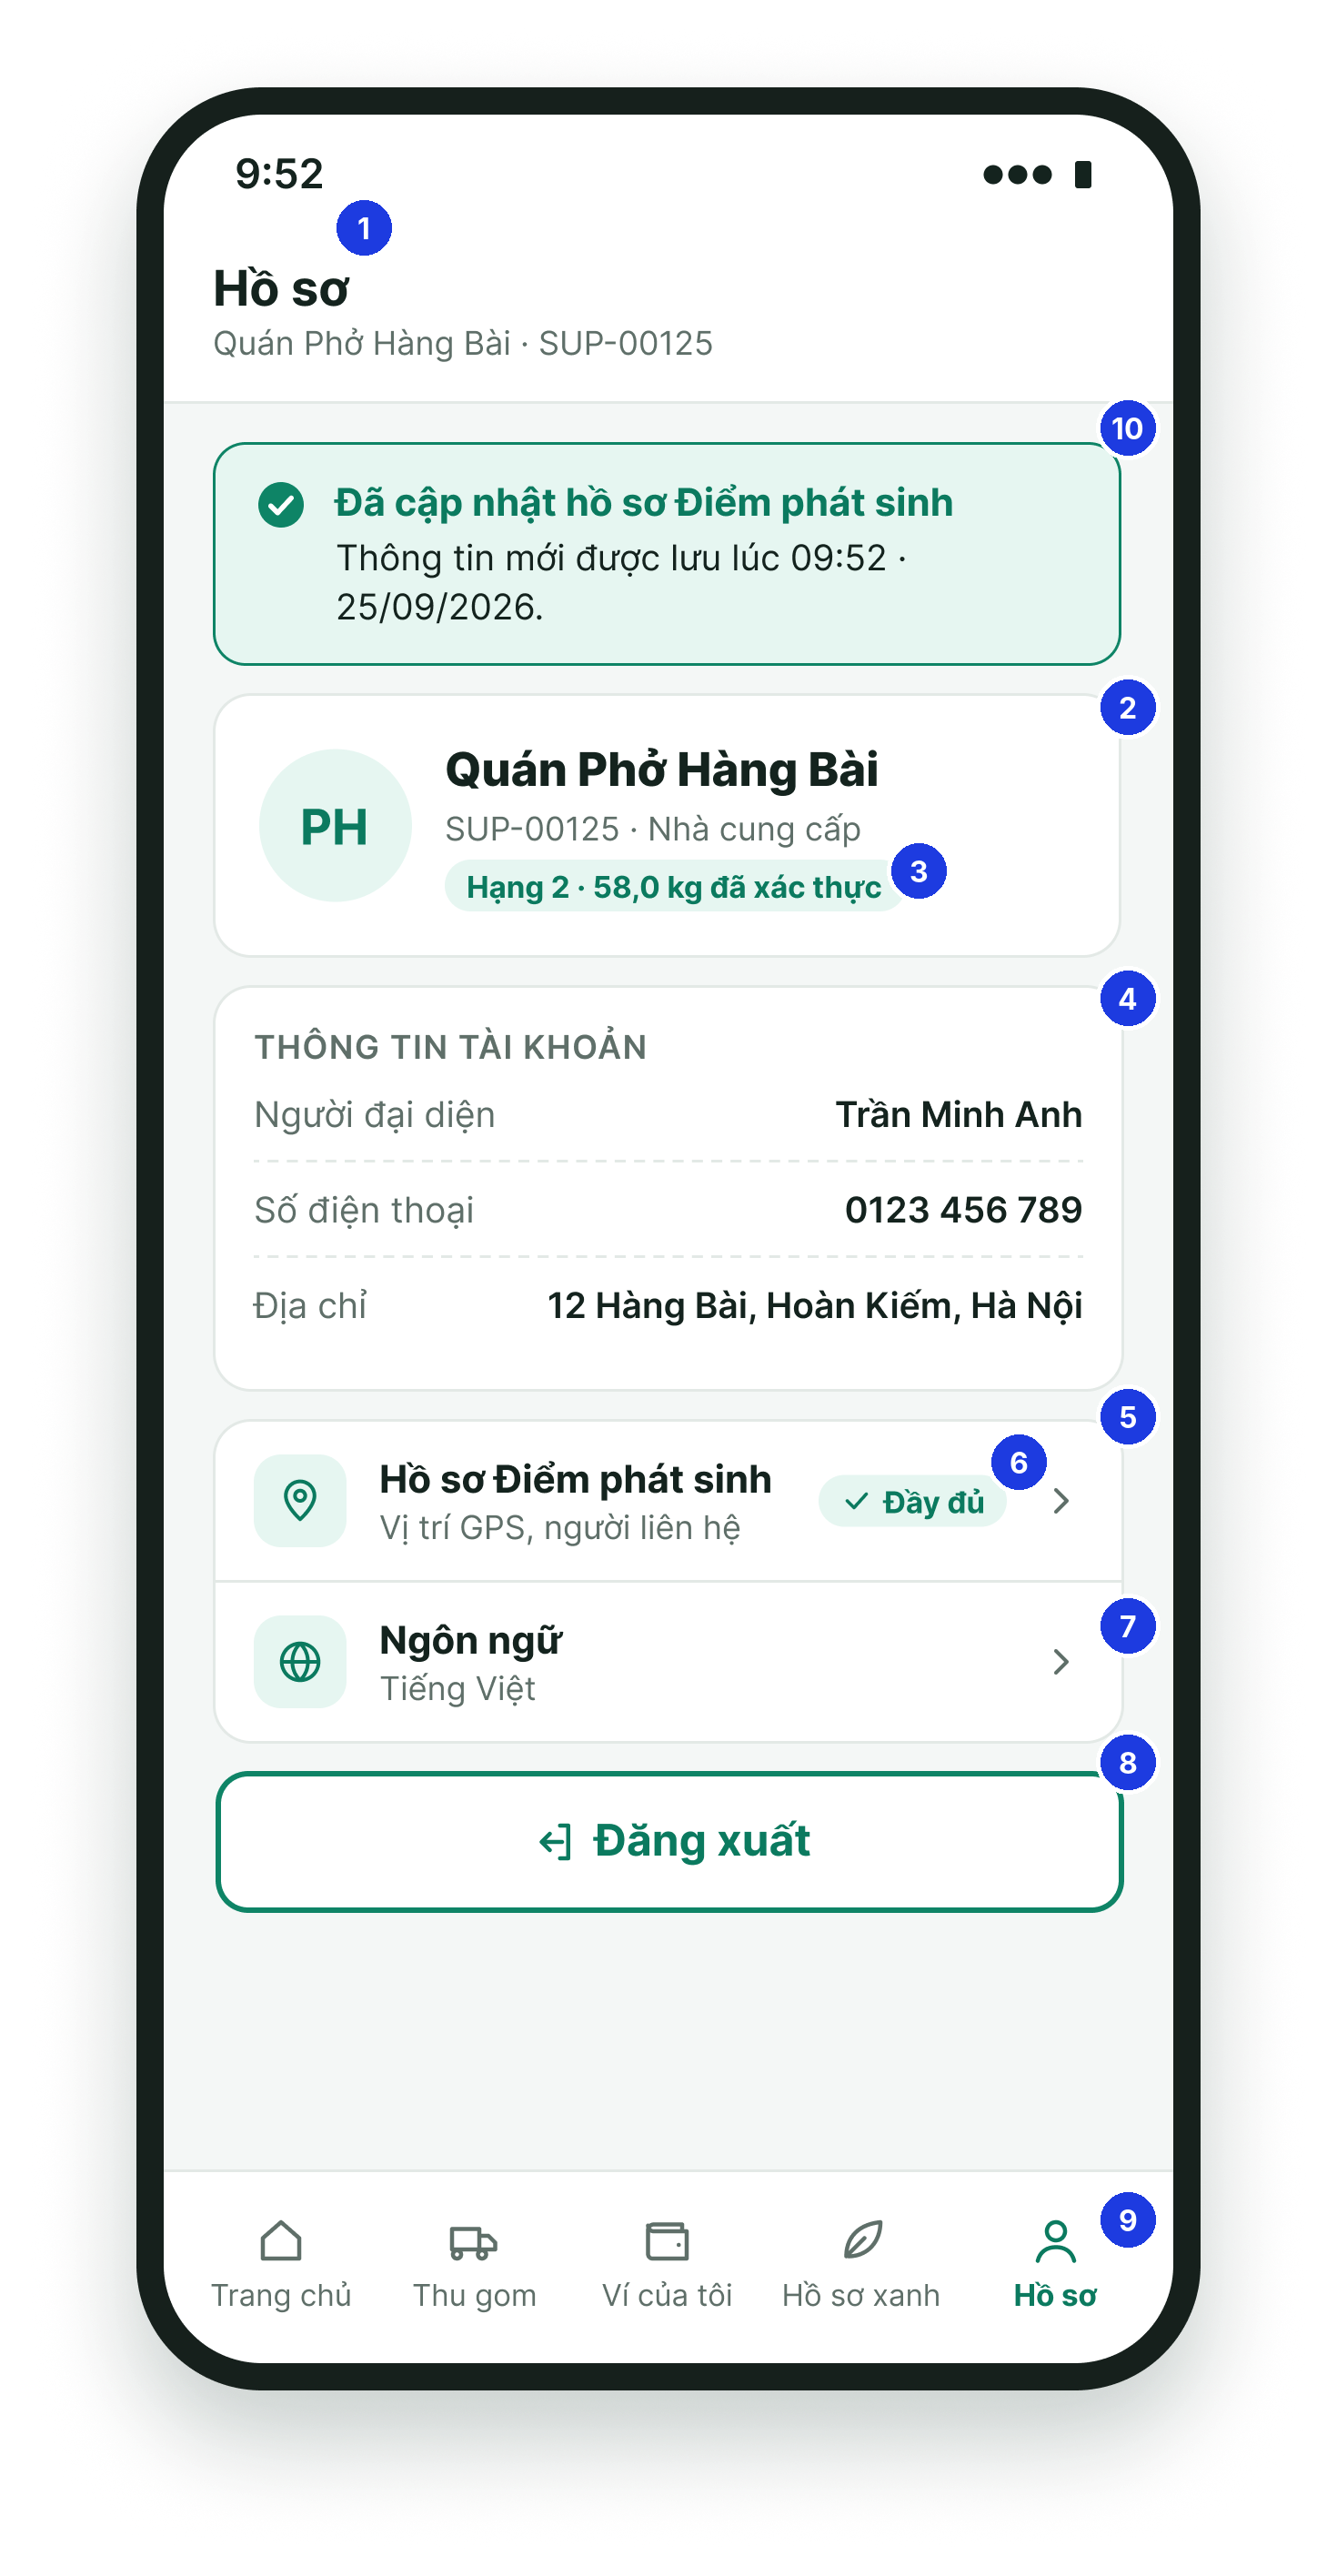 9:52
1
Hồ sơ
Quán Phở Hàng Bài · SUP-00125
10
Đã cập nhật hồ sơ Điểm phát sinh
Thông tin mới được lưu lúc 09:52 ·
25/09/2026.
2
PH
Quán Phở Hàng Bài
SUP-00125 · Nhà cung cấp
Hạng 2 · 58,0 kg đã xác thực
3
4
THÔNG TIN TÀI KHOẢN
Người đại diện Trần Minh Anh
Số điện thoại 0123 456 789
Địa chỉ 12 Hàng Bài, Hoàn Kiếm, Hà Nội
5
6
Hồ sơ Điểm phát sinh
Đầy đủ
Vị trí GPS, người liên hệ
7
Ngôn ngữ
Tiếng Việt
8
Đăng xuất
9
Trang chủ Thu gom Ví của tôi Hồ sơ xanh Hồ sơ